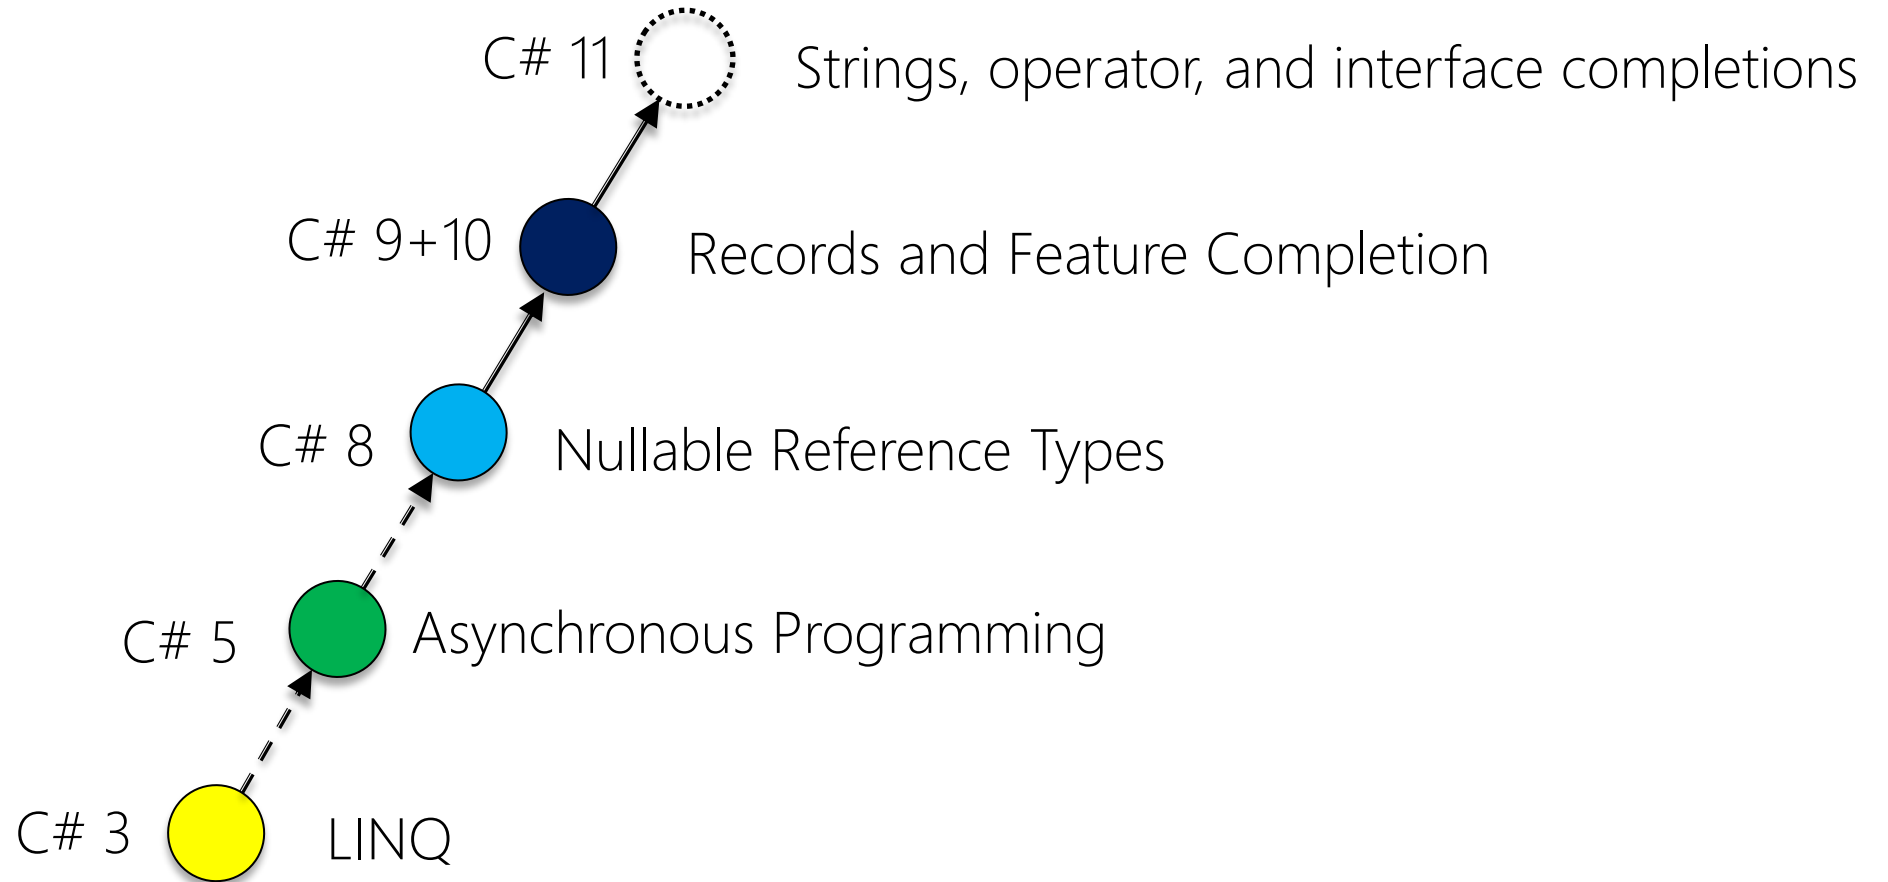 C# 11
Strings, operator, and interface completions
C# 9+10
Records and Feature Completion
C# 8
Nullable Reference Types
C# 5
Asynchronous Programming
C# 3
LINQ